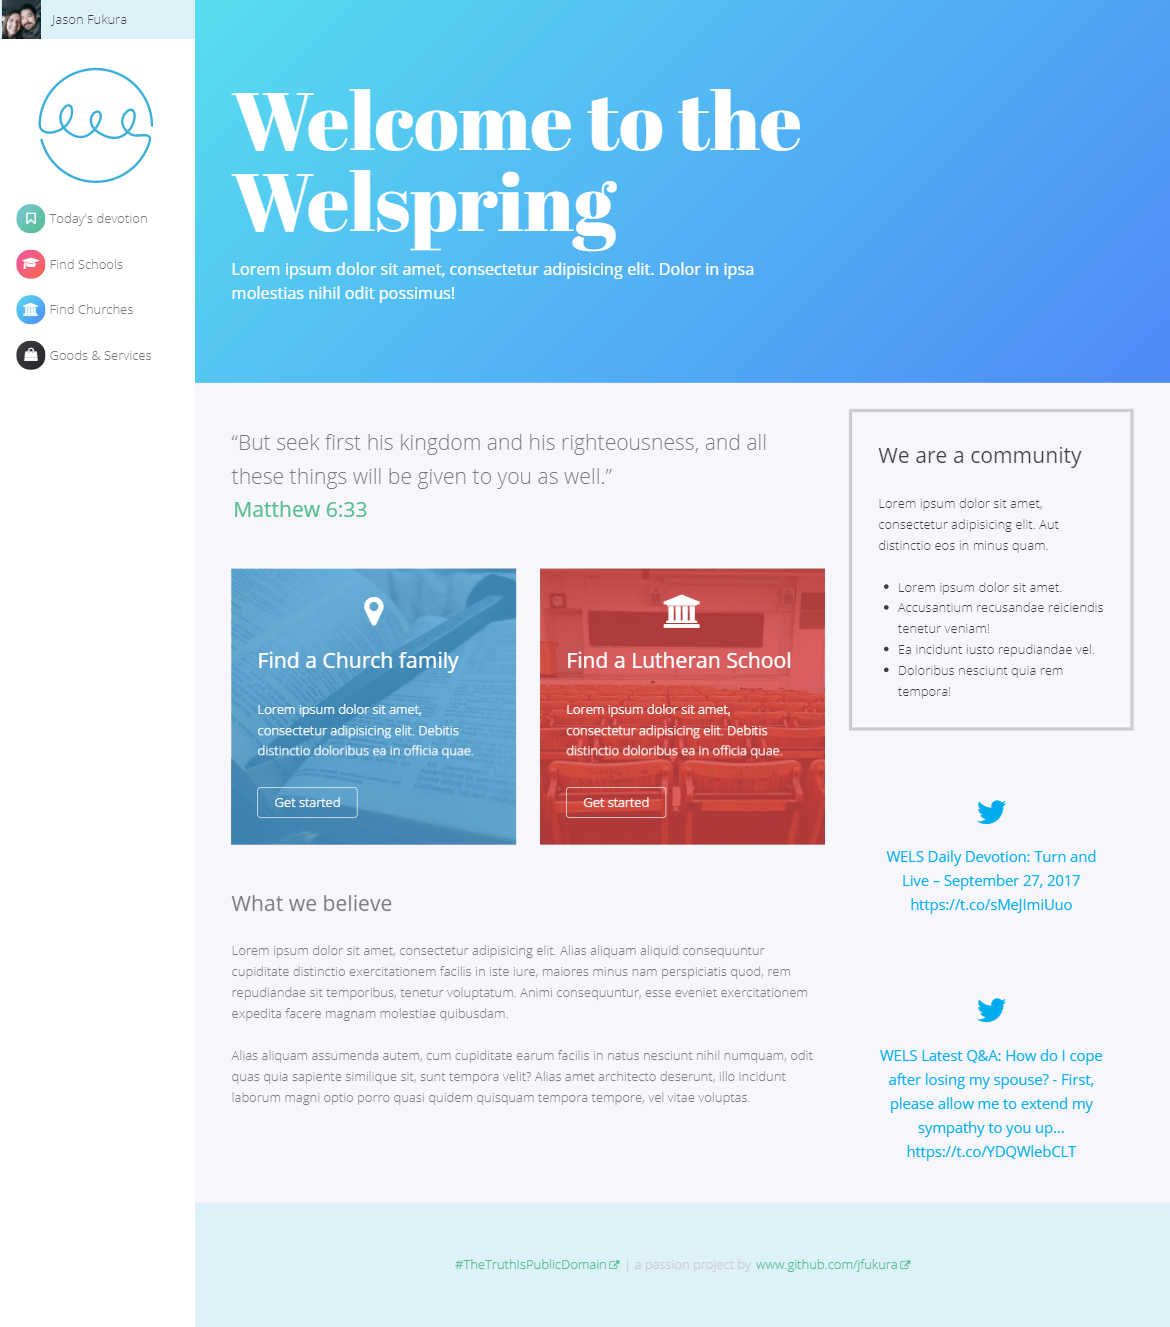 Jason Fukura
Today's devotion
Find Schools
Find Churches
Goods & Services
Welcome to the
Welspring
Lorem ipsum dolor sit amet, consectetur adipisicing elit. Dolor in ipsa
molestias nihil odit possimus!
“But seek first his kingdom and his righteousness, and all
these things will be given to you as well.”
Matthew 6:33
Find a Church family
Lorem ipsum dolor sit amet,
consectetur adipisicing elit. Debitis
distinctio doloribus ea in officia quae.
Get started
Find a Lutheran School
Lorem ipsum dolor sit amet,
consectetur adipisicing elit. Debitis
distinctio doloribus ea in officia quae.
Get started
What we believe
Lorem ipsum dolor sit amet, consectetur adipisicing elit. Alias aliquam aliquid consequuntur
cupiditate distinctio exercitationem facilis in iste iure, maiores minus nam perspiciatis quod, rem
repudiandae sit temporibus, tenetur voluptatum. Animi consequuntur, esse eveniet exercitationem
expedita facere magnam molestiae quibusdam.
Alias aliquam assumenda autem, cum cupiditate earum facilis in natus nesciunt nihil numquam, odit
quas quia sapiente similique sit, sunt tempora velit? Alias amet architecto deserunt, illo incidunt
laborum magni optio porro quasi quidem quisquam tempora tempore, vel vitae voluptas.
We are a community
Lorem ipsum dolor sit amet,
consectetur adipisicing elit. Aut
distinctio eos in minus quam.
• Lorem ipsum dolor sit amet.
• Accusantium recusandae reiciendis
tenetur veniam!
• Ea incidunt iusto repudiandae vel.
• Doloribus nesciunt quia rem
tempora!
WELS Daily Devotion: Turn and
Live – September 27, 2017
https://t.co/sMeJImiUuo
WELS Latest Q&A: How do I cope
after losing my spouse? - First,
please allow me to extend my
sympathy to you up...
https://t.co/YDQWlebCLT
#TheTruthIsPublicDomain | a passion project by www.github.com/jfukura